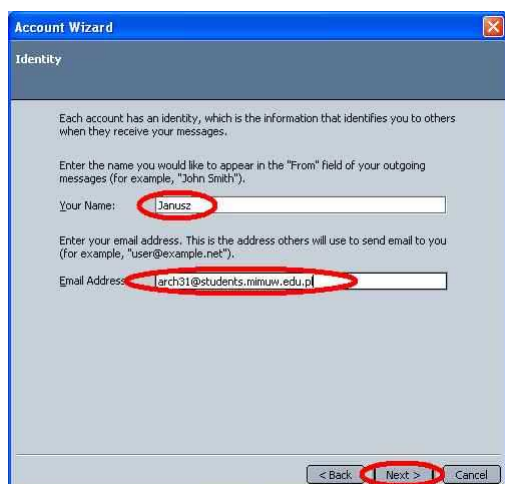 Account Wizard
Identity
Each account has an identity, which is the information that identifies you to others
when they receive your messages.
Enter the name you would like to appear in the "From" field of your outgoing
messages (for example, "John Smith").
Your Name: Janusz
Enter your email address. This is the address others will use to send email to you
(for example, "user@example.net").
Email Address: arch31@students.mimuw.edu.pl
< Back Next > Cancel